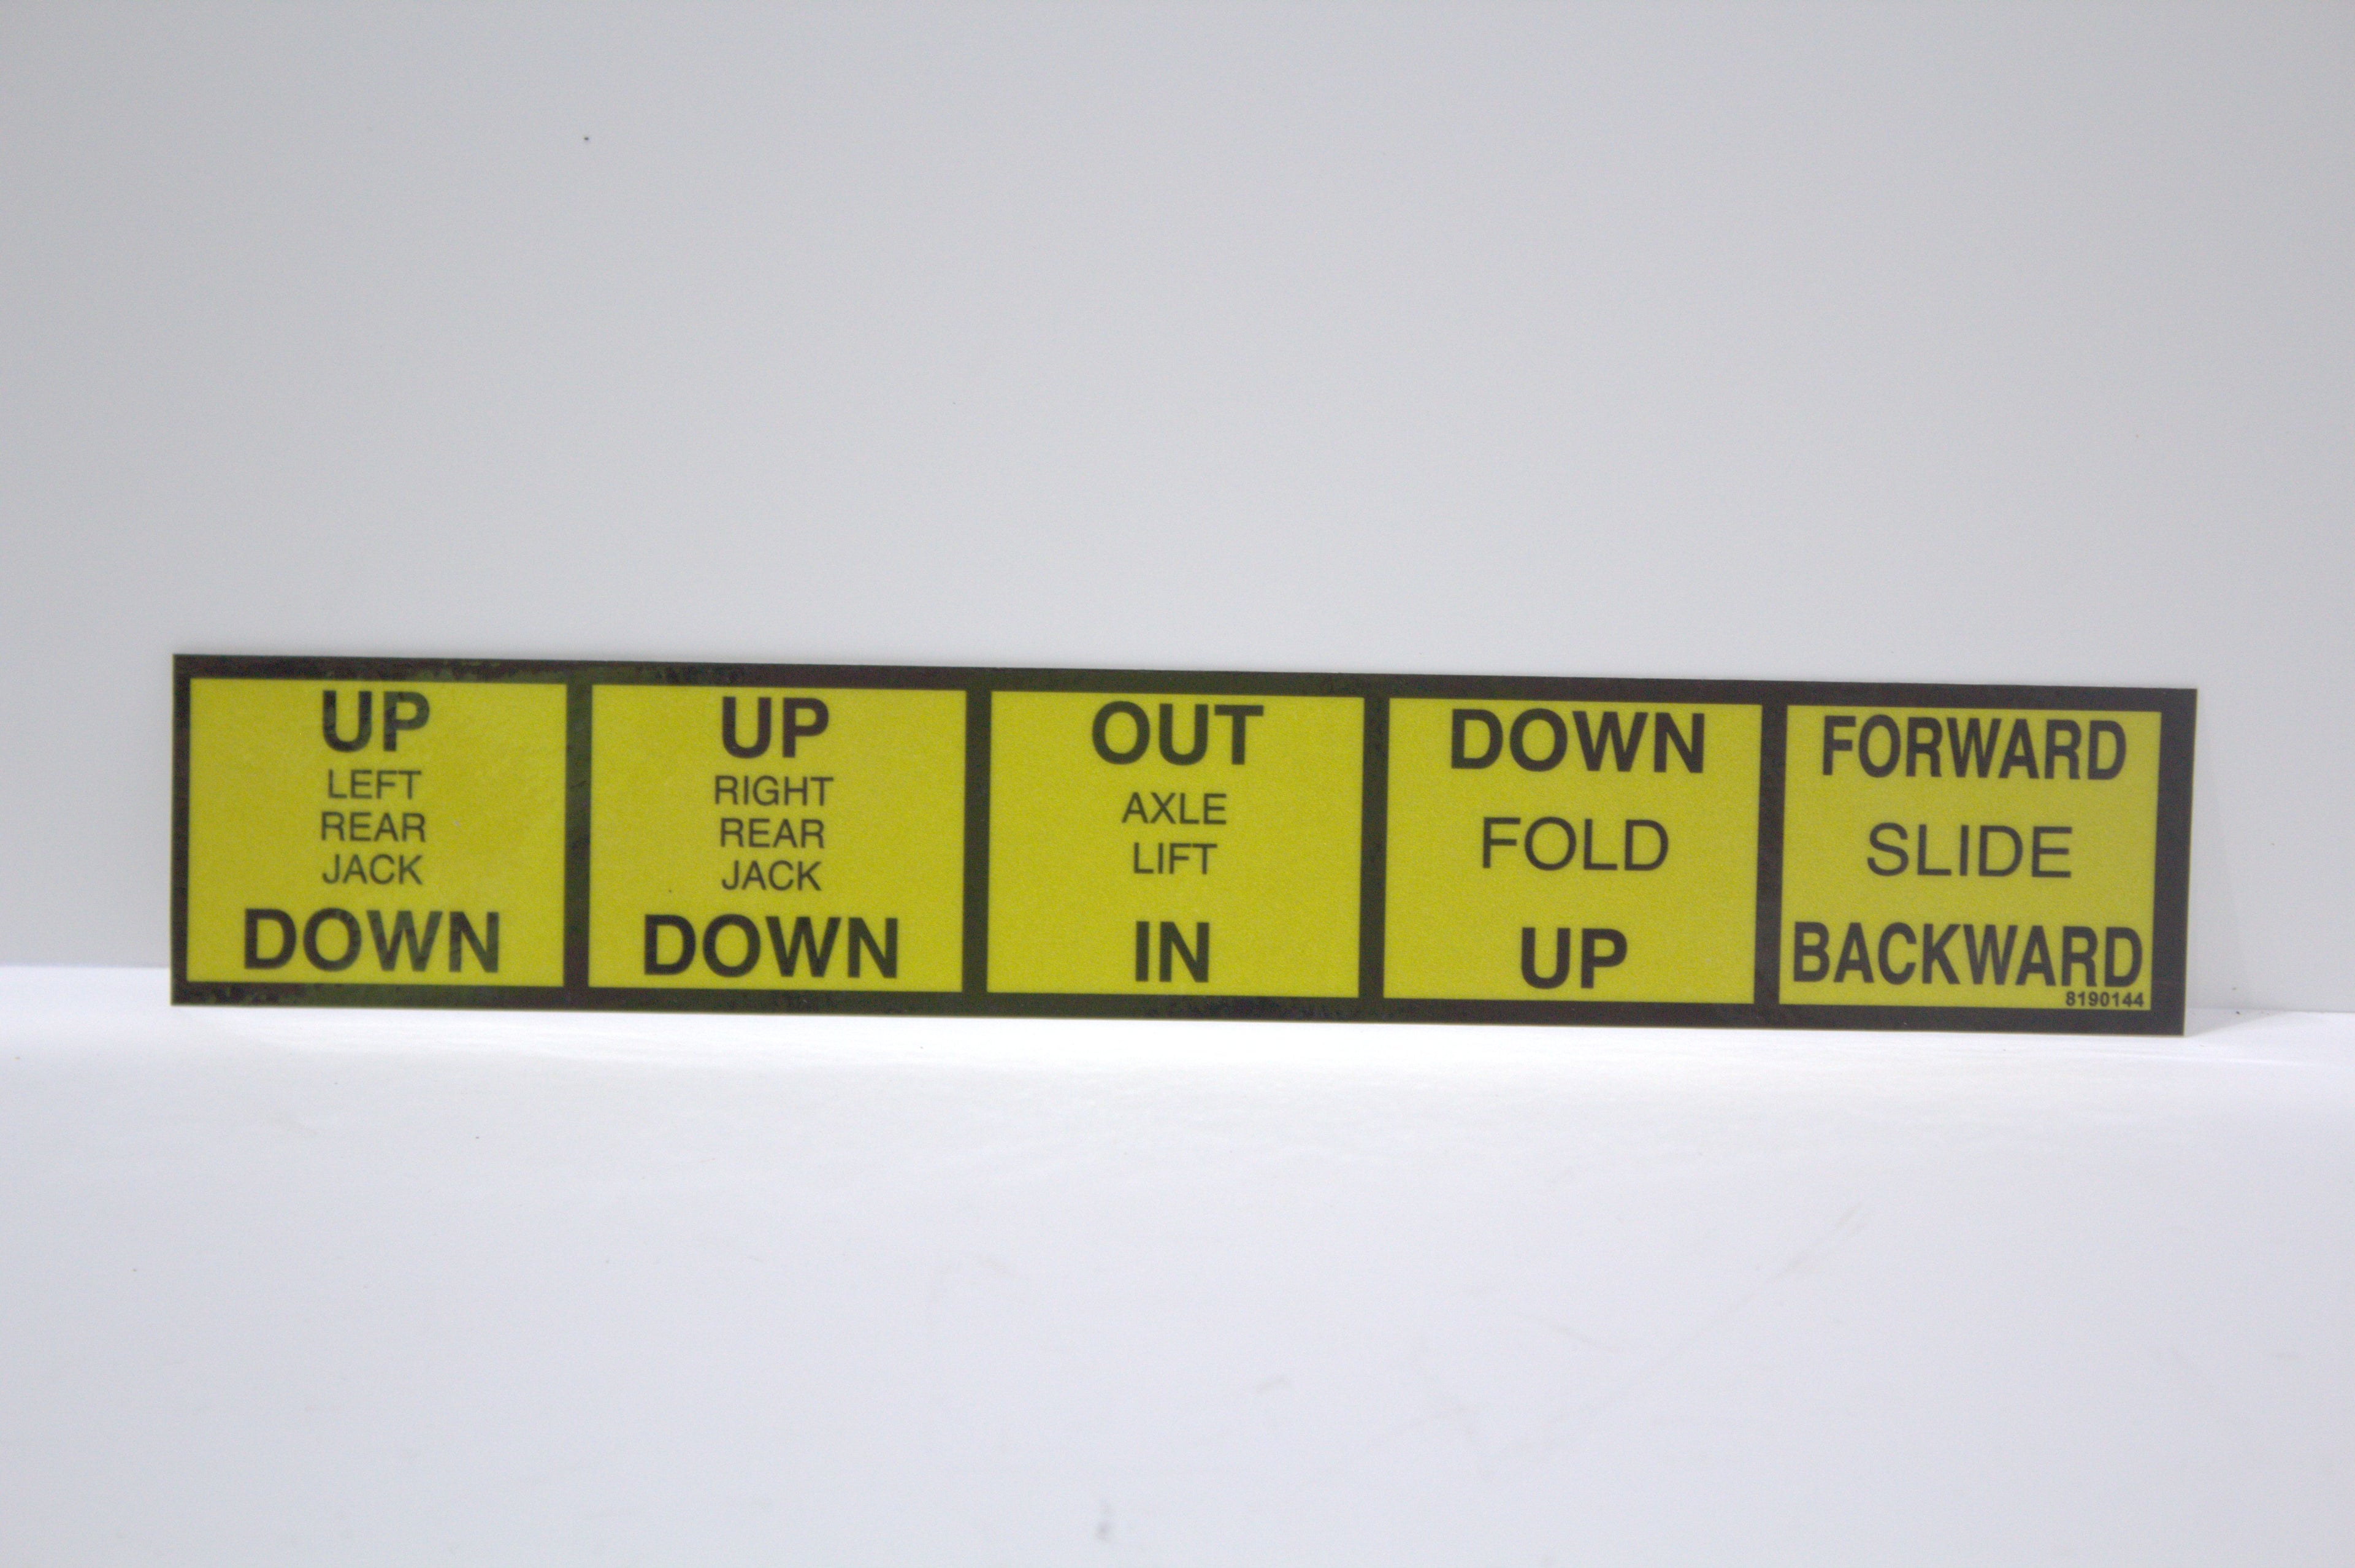 UP
LEFT
REAR
JACK
DOWN
UP
RIGHT
REAR
JACK
DOWN
OUT
AXLE
LIFT
IN
DOWN
FOLD
UP
FORWARD
SLIDE
BACKWARD
8190144